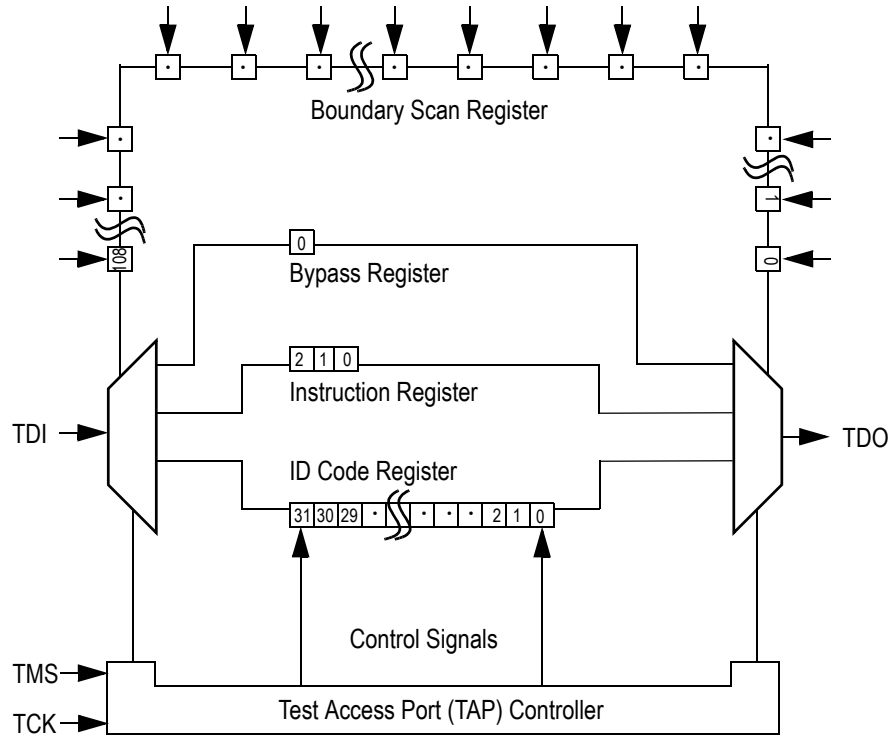 · · · · · · · ·
Boundary Scan Register
· ·
· 1
108 0
0
Bypass Register
2 1 0
Instruction Register
TDI TDO
ID Code Register
31 30 29 · · · · 2 1 0
Control Signals
TMS
Test Access Port (TAP) Controller
TCK